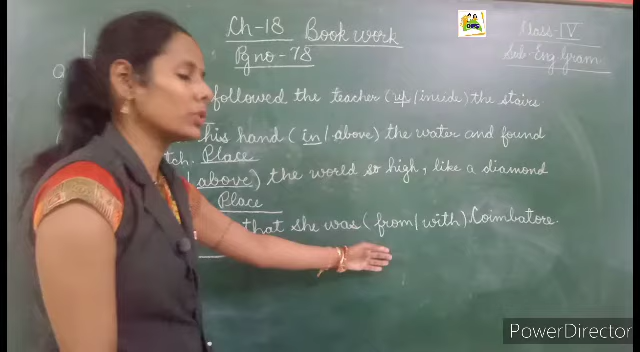 Ch-18 Book work
Class-IV
Pg no-78
Sub. Eng. Gram.
Q
followed the teacher (up/inside) the stairs
his hand (in/above) the water and found
tch. Place
above) the world so high, like a diamond
Place
that she was (from/with) Coimbatore.
PowerDirector